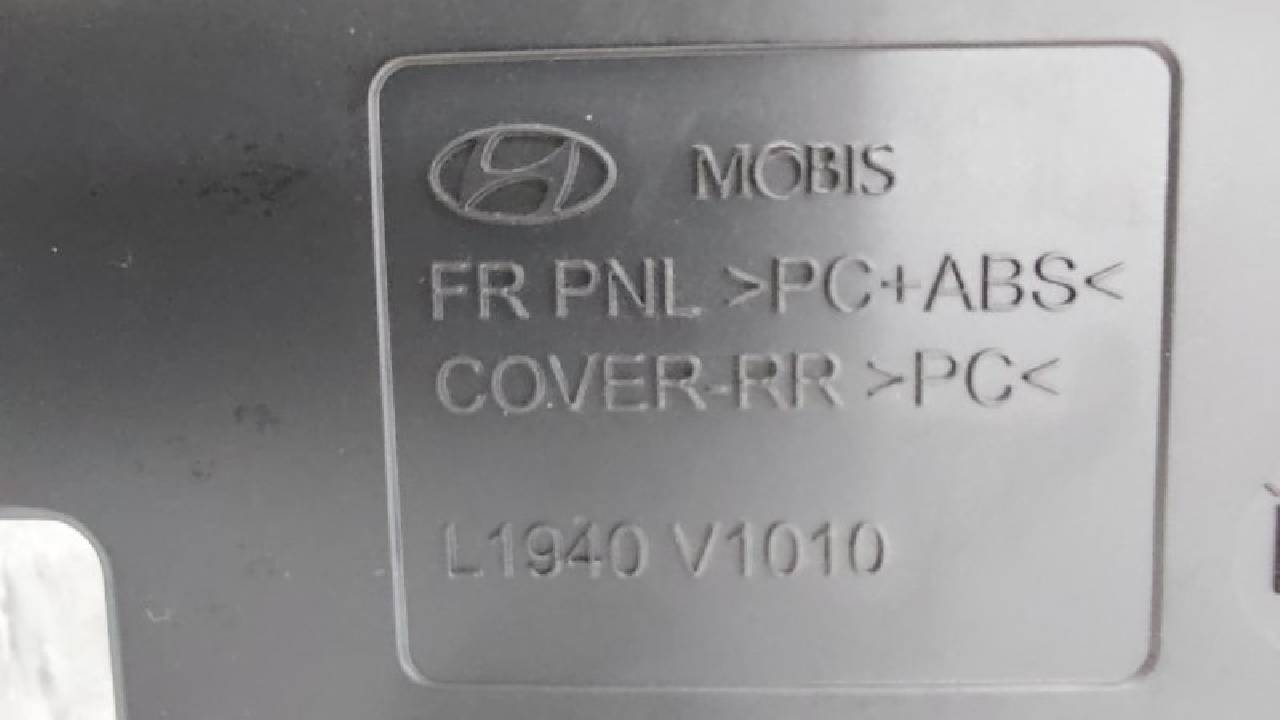 MOBIS
FR PNL >PC+ABS<
COVER-RR >PC<
L1940 V1010